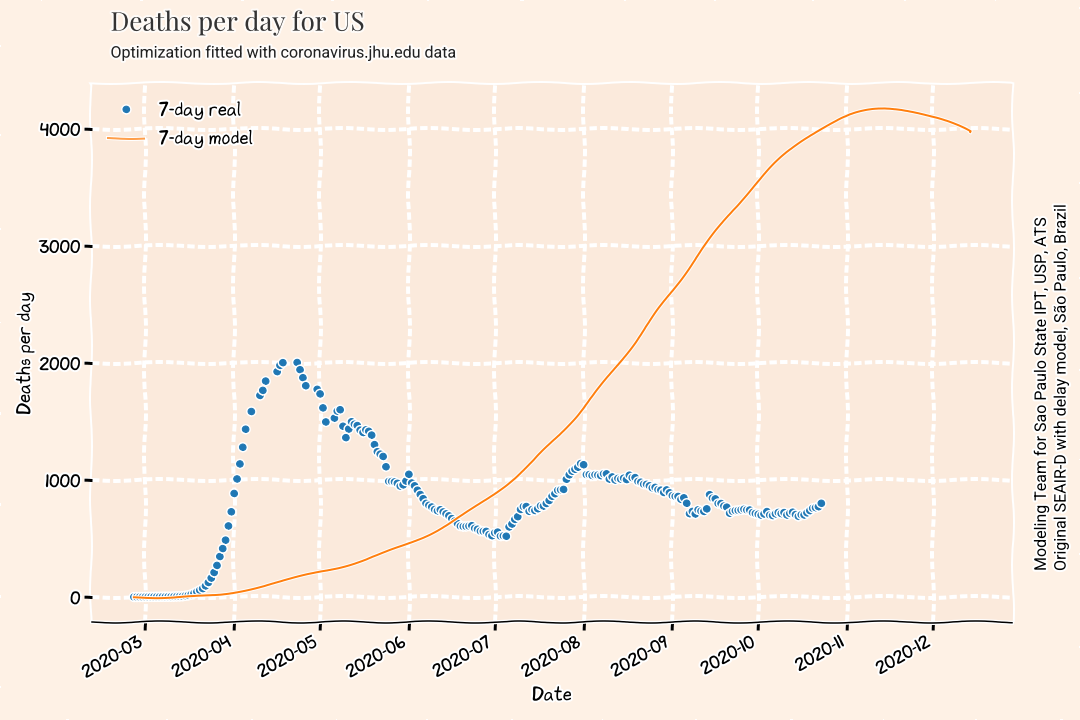 Deaths per day for US
Optimization fitted with coronavirus.jhu.edu data
7-day real
7-day model
Deaths per day
4000
3000
2000
1000
0
2020-03
2020-04
2020-05
2020-06
2020-07
2020-08
2020-09
2020-10
2020-11
2020-12
Date
Modeling Team for Sao Paulo State IPT, USP, ATS
Original SEAIR-D with delay model, São Paulo, Brazil